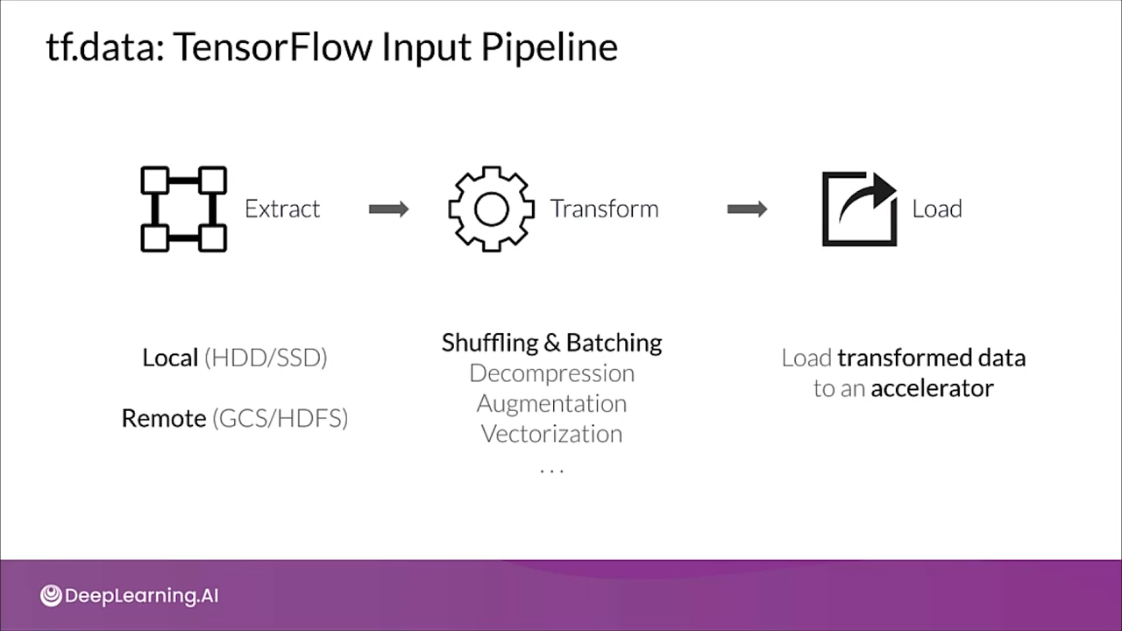 tf.data: TensorFlow Input Pipeline
Extract
Transform
Load
Local (HDD/SSD)
Remote (GCS/HDFS)
Shuffling & Batching
Decompression
Augmentation
Vectorization
...
Load transformed data
to an accelerator
DeepLearning.AI